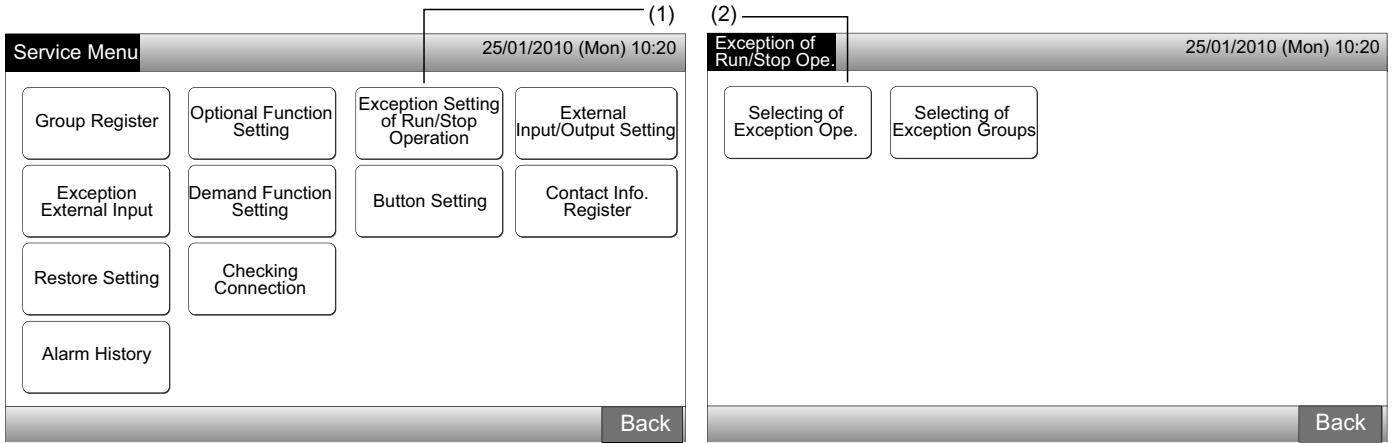 (1)
Service Menu
25/01/2010 (Mon) 10:20
Group Register
Optional Function
Setting
Exception Setting
of Run/Stop
Operation
External
Input/Output Setting
Exception
External Input
Demand Function
Setting
Button Setting
Contact Info.
Register
Restore Setting
Checking
Connection
Alarm History
Back
(2)
Exception of
Run/Stop Ope.
25/01/2010 (Mon) 10:20
Selecting of
Exception Ope.
Selecting of
Exception Groups
Back